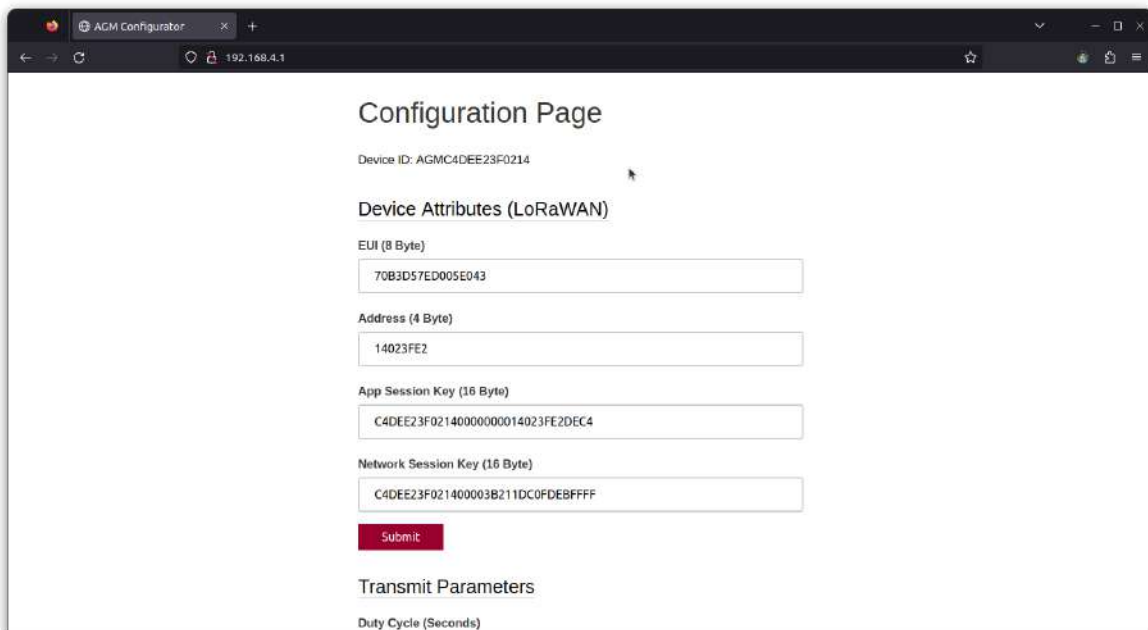 AGM Configurator
192.168.4.1
Configuration Page
Device ID: AGMC4DEE23F0214
Device Attributes (LoRaWAN)
EUI (8 Byte)
70B3D57ED005E043
Address (4 Byte)
14023FE2
App Session Key (16 Byte)
C4DEE23F02140000000014023FE2DEC4
Network Session Key (16 Byte)
C4DEE23F021400003B211DC0FDEBFFFF
Submit
Transmit Parameters
Duty Cycle (Seconds)